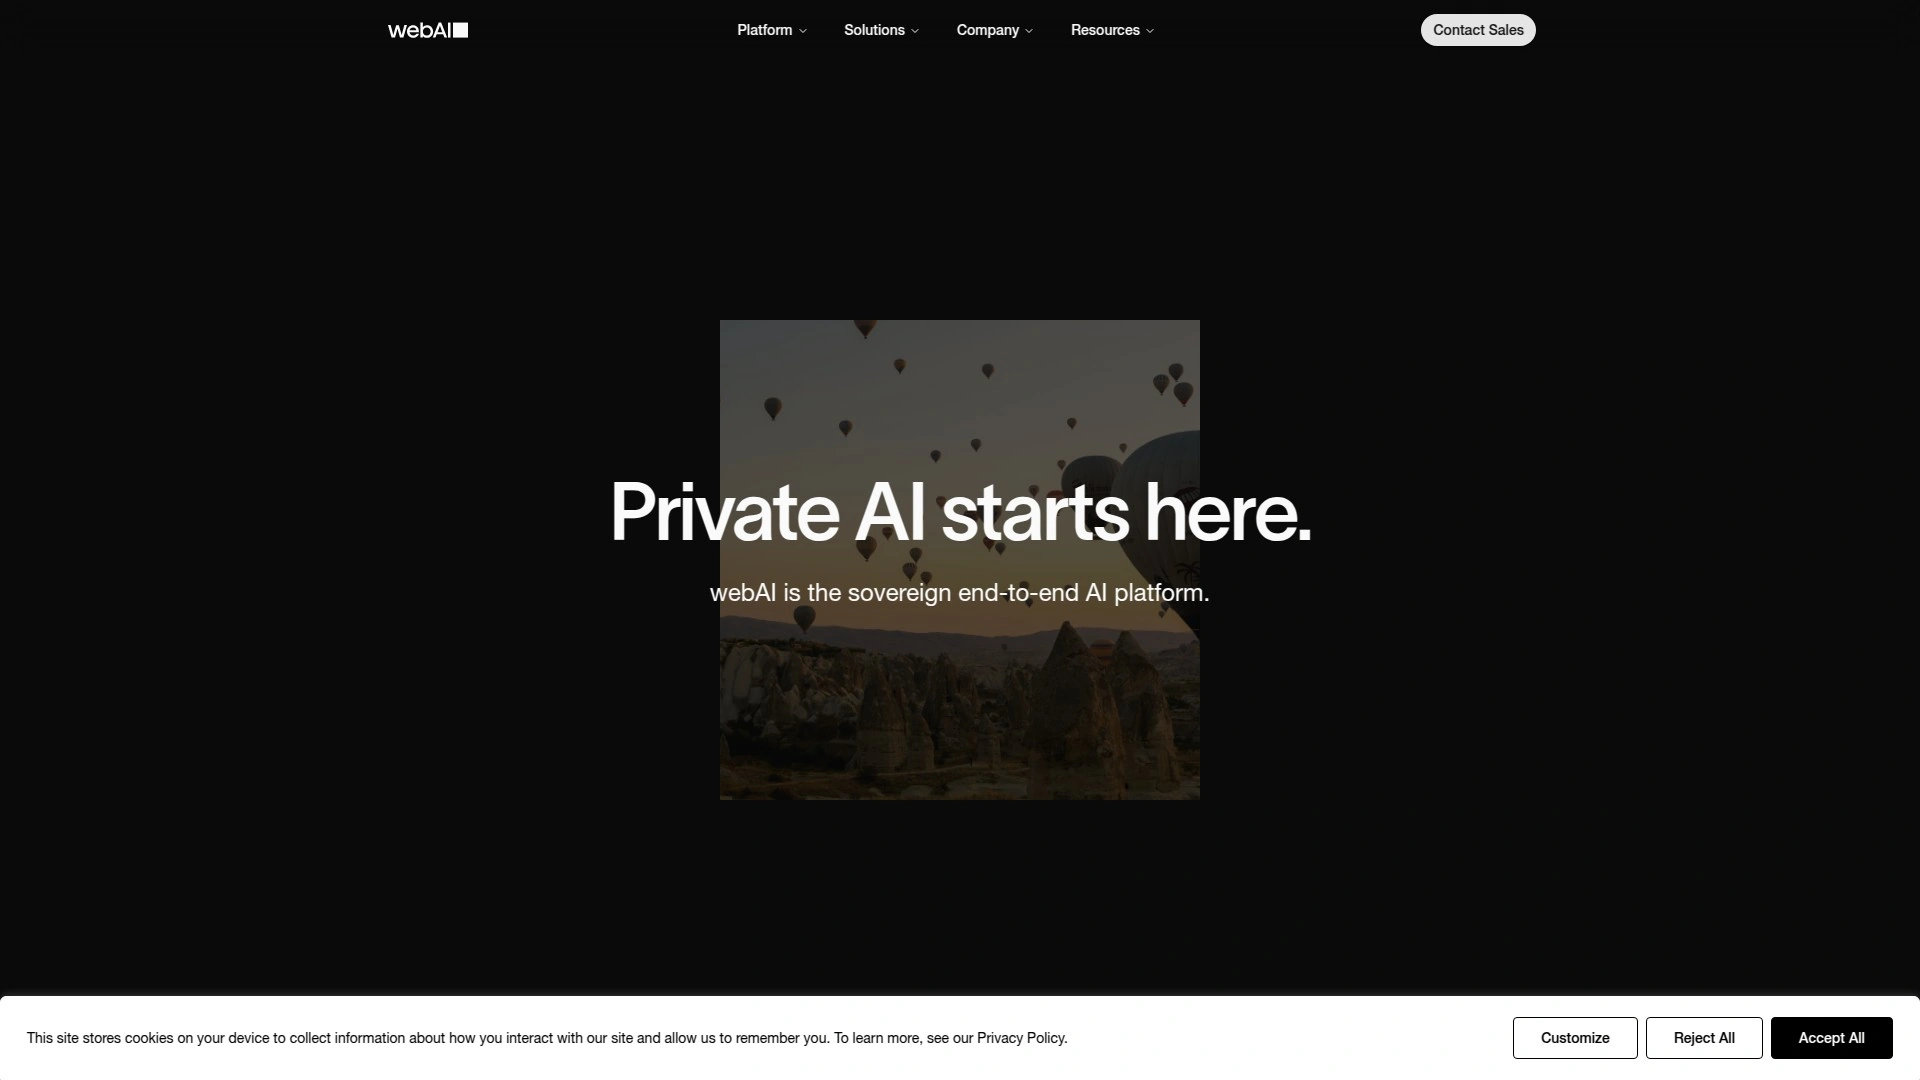 webAI
Platform
Solutions
Company
Resources
Contact Sales
Private AI starts here.
webAI is the sovereign end-to-end AI platform.
This site stores cookies on your device to collect information about how you interact with our site and allow us to remember you. To learn more, see our Privacy Policy.
Customize
Reject All
Accept All